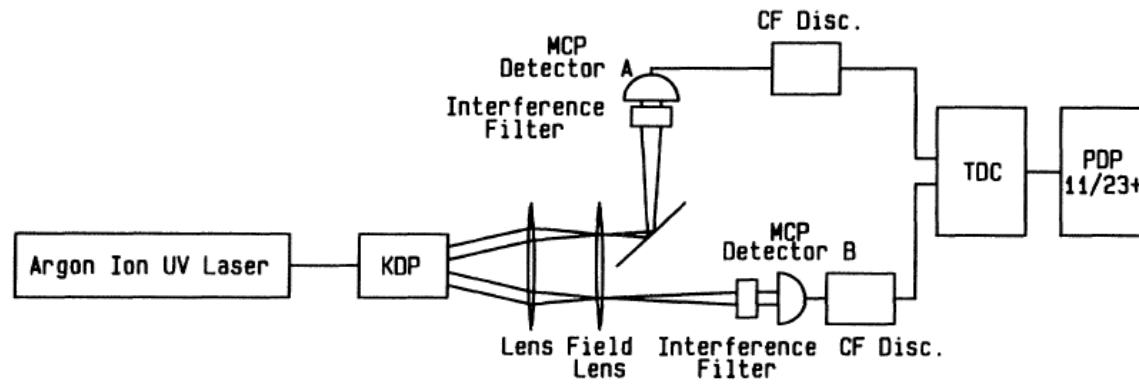 CF Disc.
MCP
Detector A
Interference
Filter
TDC
PDP
11/23+
Argon Ion UV Laser
KDP
MCP
Detector B
Lens
Field
Lens
Interference
Filter
CF Disc.